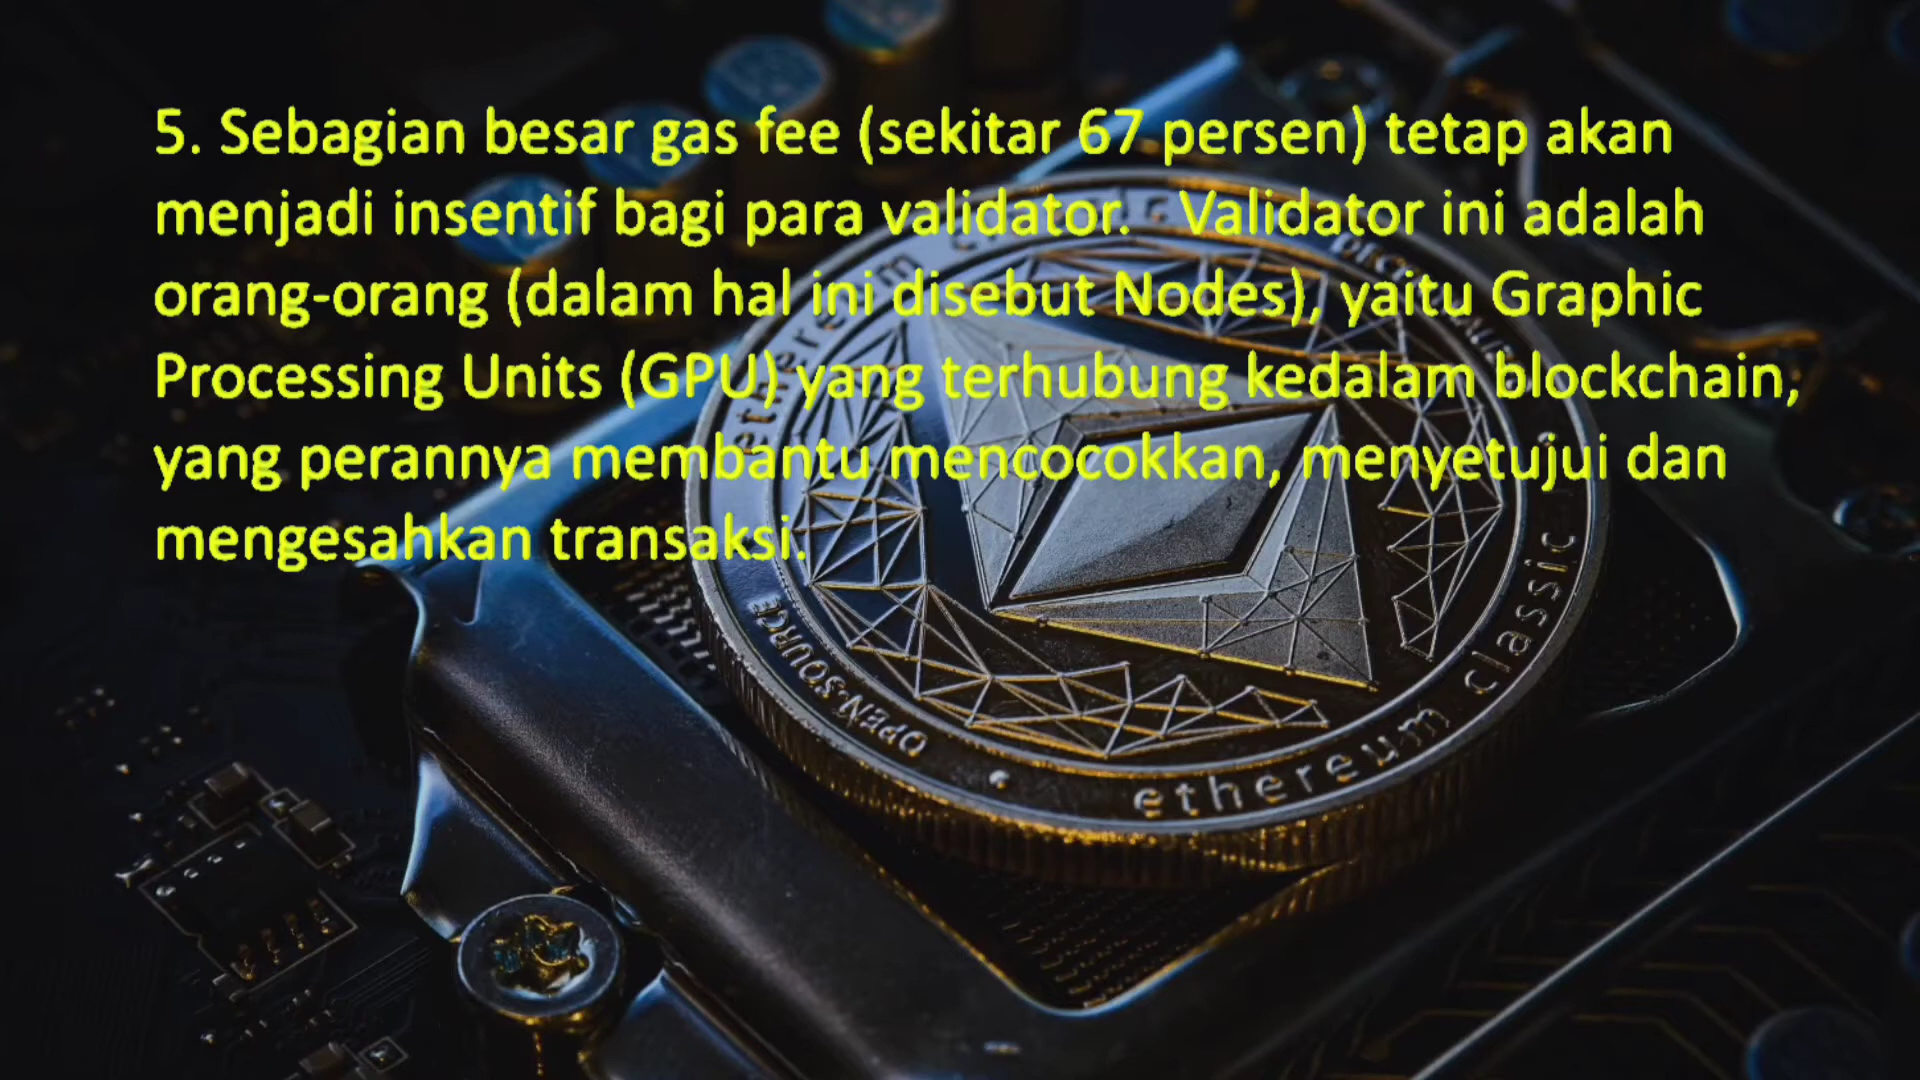 5. Sebagian besar gas fee (sekitar 67 persen) tetap akan
menjadi insentif bagi para validator. Validator ini adalah
orang-orang (dalam hal ini disebut Nodes), yaitu Graphic
Processing Units (GPU) yang terhubung kedalam blockchain,
yang perannya membantu mencocokkan, menyetujui dan
mengesahkan transaksi.
ethereum classic
OPEN-SOURCE
ethereum classic